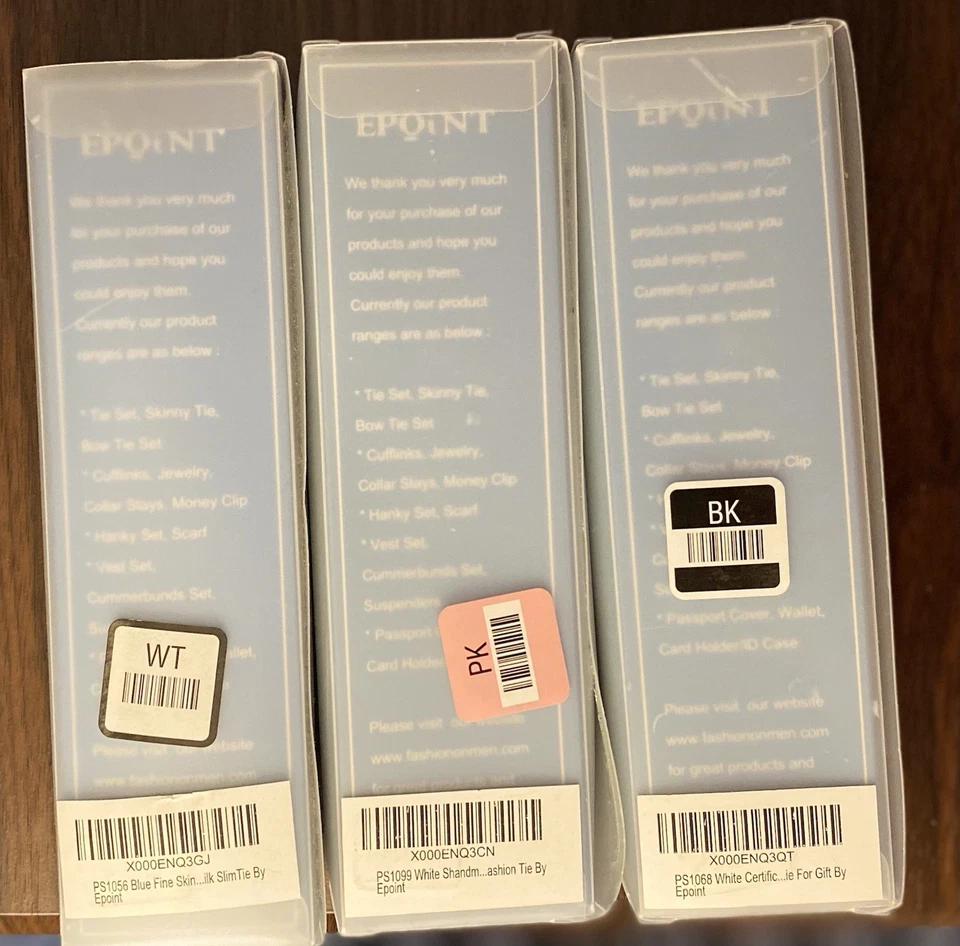 EPOINT
We thank you very much
for your purchase of our
products and hope you
could enjoy them.
Currently our product
ranges are as below :
* Tie Set, Skinny Tie,
Bow Tie Set
* Cufflinks, Jewelry,
Collar Stays, Money Clip
* Hanky Set, Scarf
* Vest Set,
Cummerbunds Set,
WT
Please visit our website
www.fashiononmen.com
X000ENQ3GJ
PS1056 Blue Fine Skin...ilk SlimTie By
Epoint
EPOINT
We thank you very much
for your purchase of our
products and hope you
could enjoy them.
Currently our product
ranges are as below :
* Tie Set, Skinny Tie,
Bow Tie Set
* Cufflinks, Jewelry,
Collar Stays, Money Clip
* Hanky Set, Scarf
* Vest Set,
Cummerbunds Set,
Suspenders
* Passport
Card Holder
PK
Please visit our website
www.fashiononmen.com
for great products and
X000ENQ3CN
PS1099 White Shandm...ashion Tie By
Epoint
EPOINT
We thank you very much
for your purchase of our
products and hope you
could enjoy them.
Currently our product
ranges are as below :
* Tie Set, Skinny Tie,
Bow Tie Set
* Cufflinks, Jewelry,
Collar Stays, Money Clip
BK
* Passport Cover, Wallet,
Card Holder/ID Case
Please visit our website
www.fashiononmen.com
for great products and
X000ENQ3QT
PS1068 White Certific...ie For Gift By
Epoint